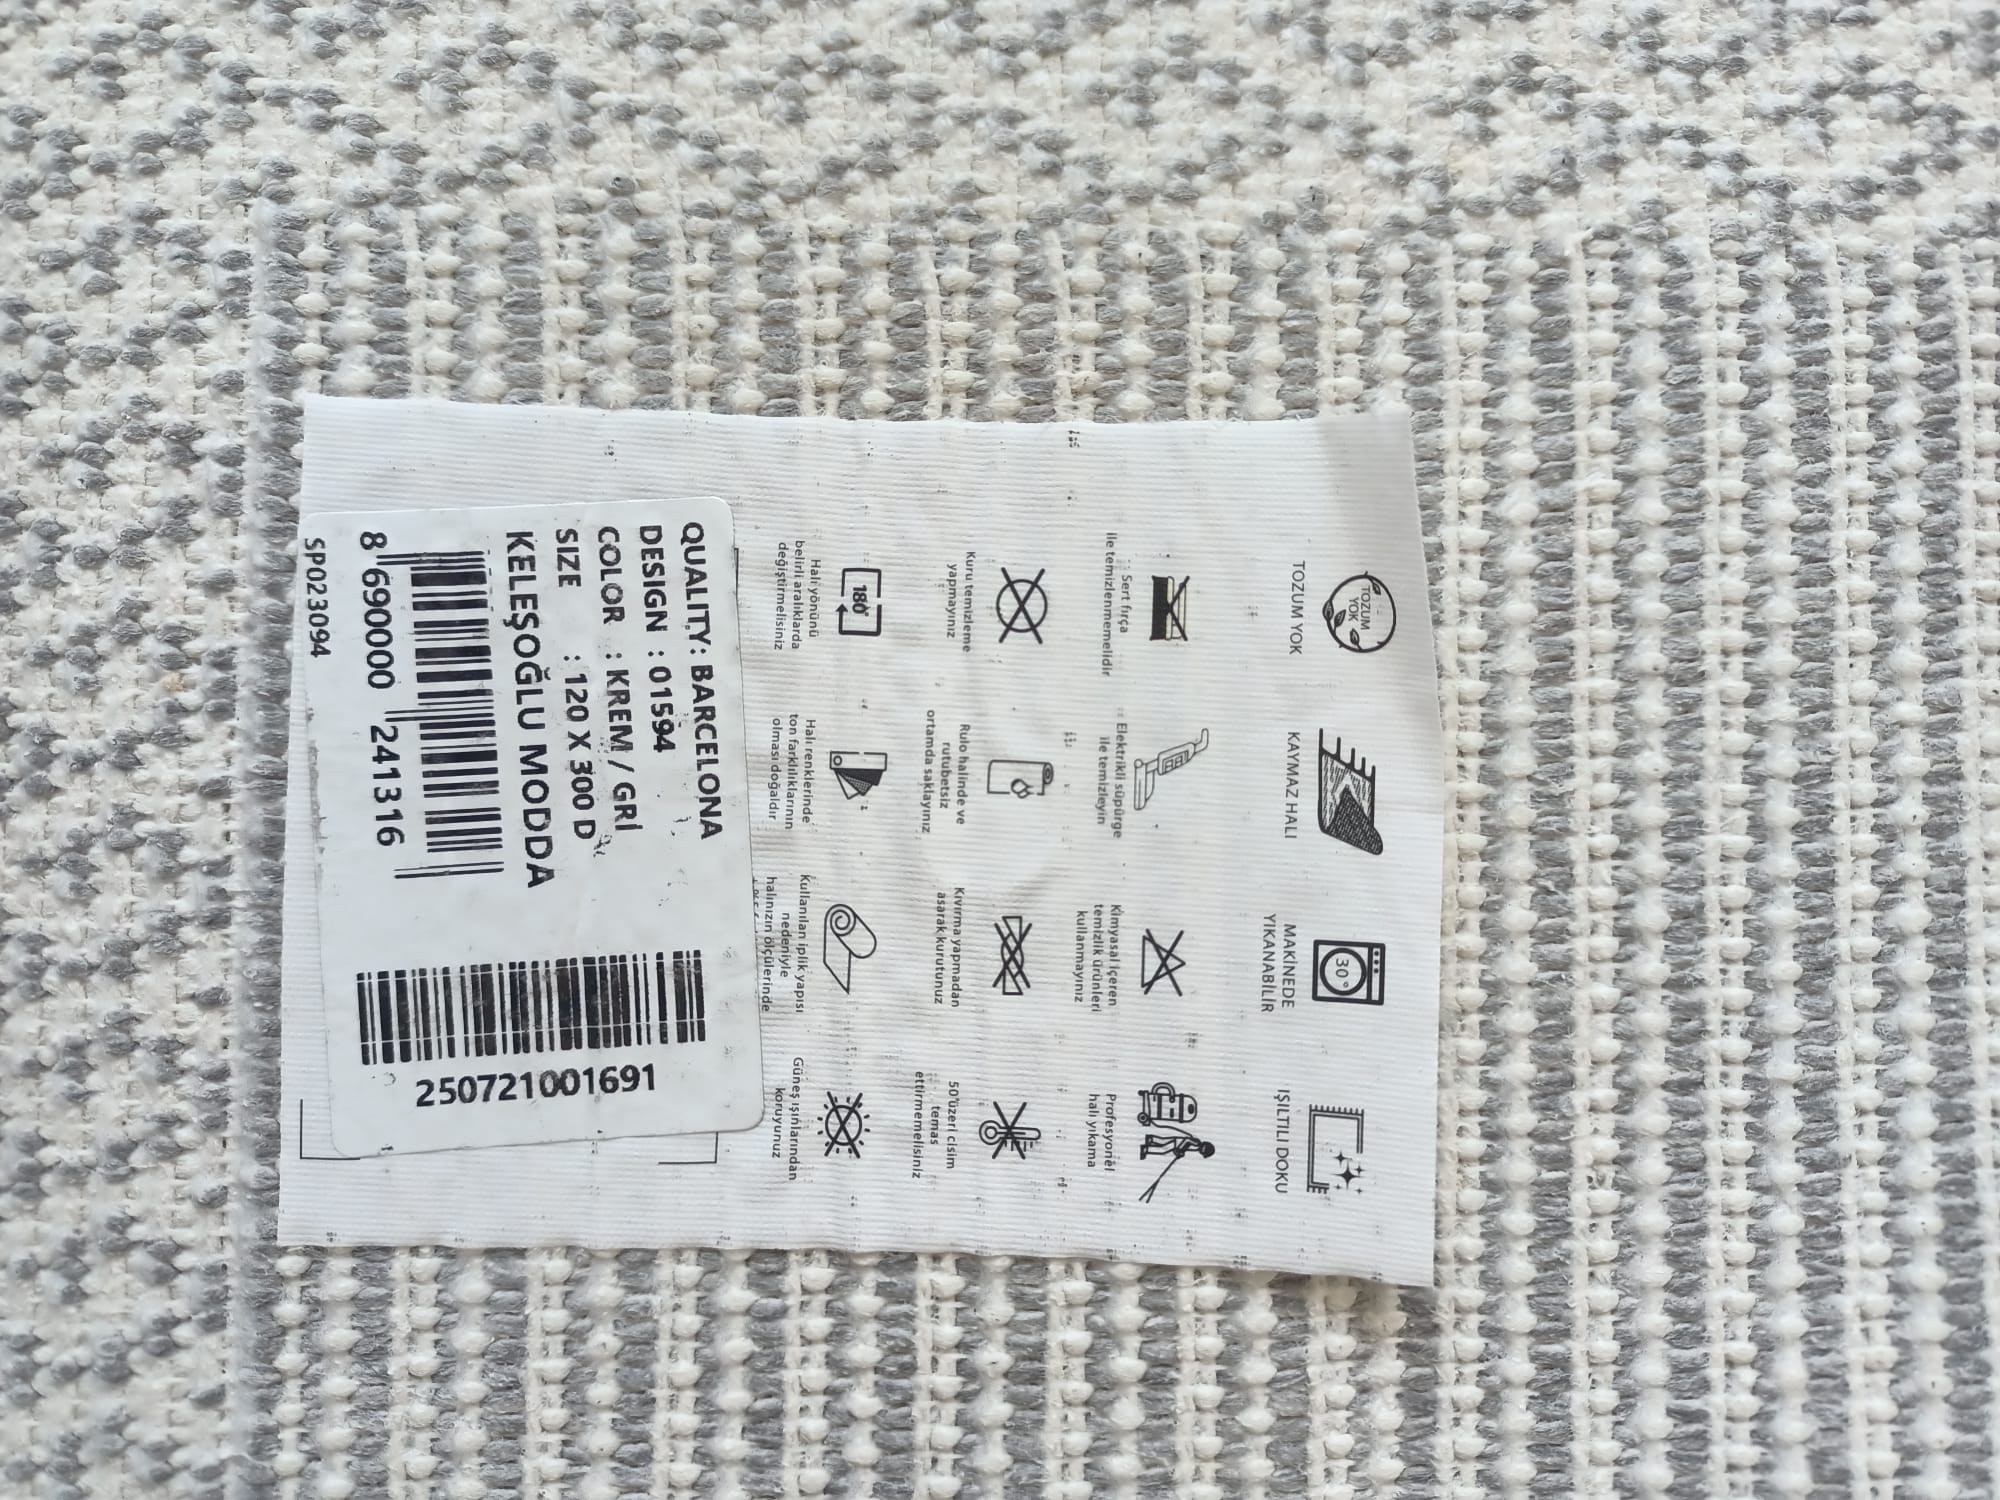 TOZUM
YOK
TOZUM YOK
KAYMAZ HALI
30°
MAKİNEDE
YIKANABİLİR
IŞILTILI DOKU
Sert fırça
ile temizlenmemelidir
Elektrikli süpürge
ile temizleyin
Kimyasal içeren
temizlik ürünleri
kullanmayınız
Profesyonel
halı yıkama
Kuru temizleme
yapmayınız
Rulo halinde ve
rutubetsiz
ortamda saklayınız
Kıvırma yapmadan
asarak kurutunuz
50°üzeri cisim
temas
ettirmemelisiniz
180°
Halı yönünü
belirli aralıklarda
değiştirmelisiniz
Halı renklerinde
ton farklılıklarının
olması doğaldır
Kullanılan iplik yapısı
nedeniyle
halınızın ölçülerinde
Güneş ışınlarından
koruyunuz
QUALITY: BARCELONA
DESIGN : 01594
COLOR : KREM / GRİ
SIZE : 120 X 300 D
KELEŞOĞLU MODDA
8 690000 241316
SP023094
250721001691